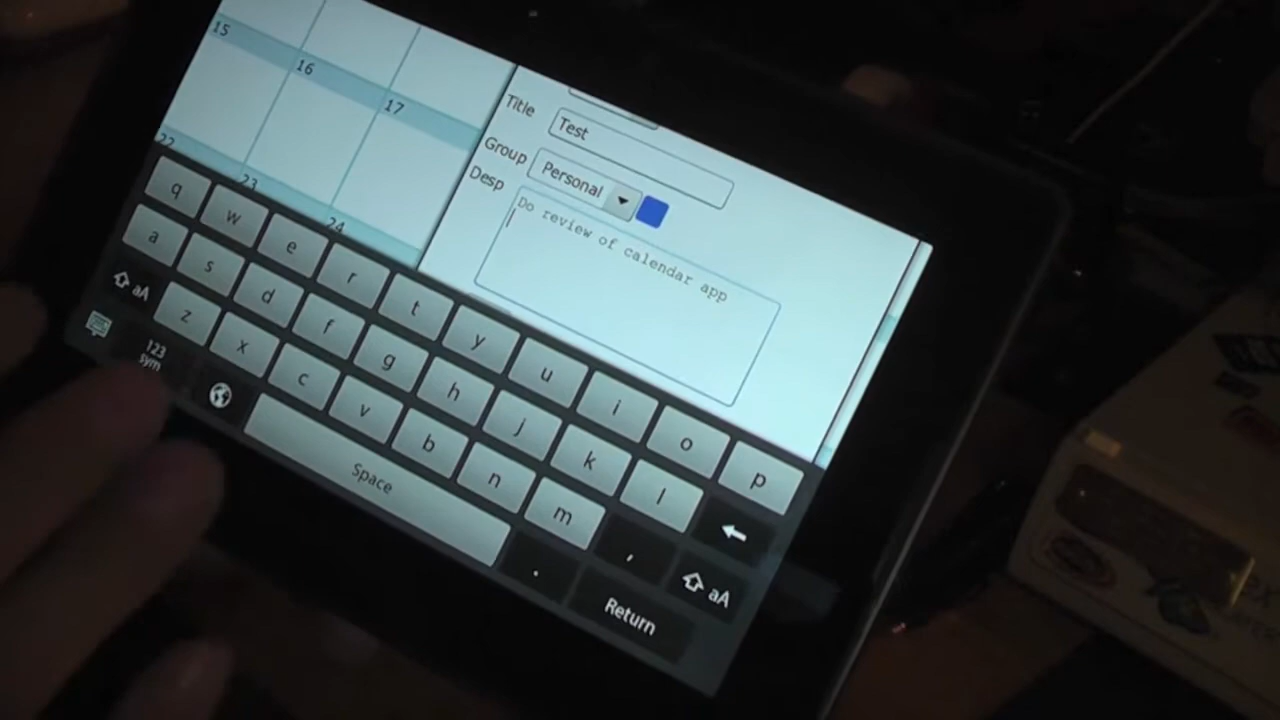 15
16
17
22
23
24
Title Test
Group Personal
Desp Do review of calendar app
q w e r t y u i o p
a s d f g h j k l
aA z x c v b n m , aA
123
sym
Space . Return